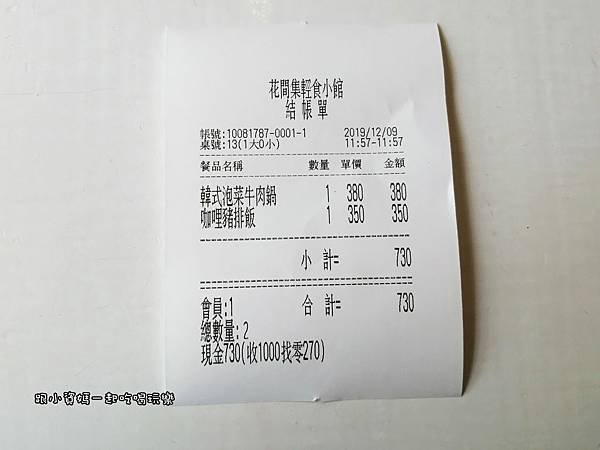 花間集輕食小館
結 帳 單
帳號:10081787-0001-1 2019/12/09
桌號:13(1大0小) 11:57-11:57
餐品名稱 數量 單價 金額
韓式泡菜牛肉鍋 1 380 380
咖哩豬排飯 1 350 350
小 計= 730
會員:1 合 計= 730
總數量: 2
現金730(收1000找零270)
跟小資媽一起吃喝玩樂